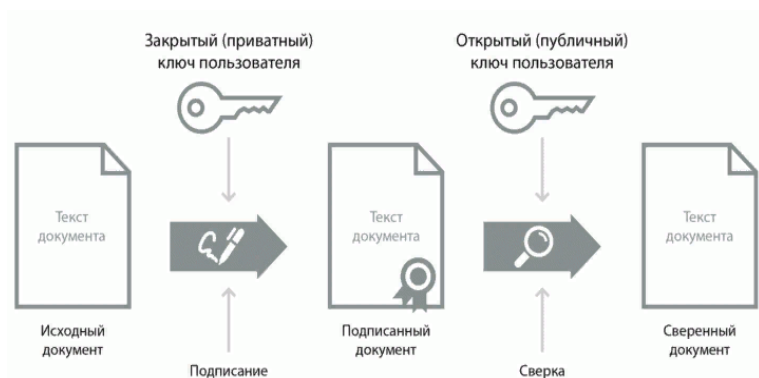 Закрытый (приватный)
ключ пользователя
Открытый (публичный)
ключ пользователя
Текст
документа
Текст
документа
Текст
документа
Исходный
документ
Подписание
Подписанный
документ
Сверка
Сверенный
документ